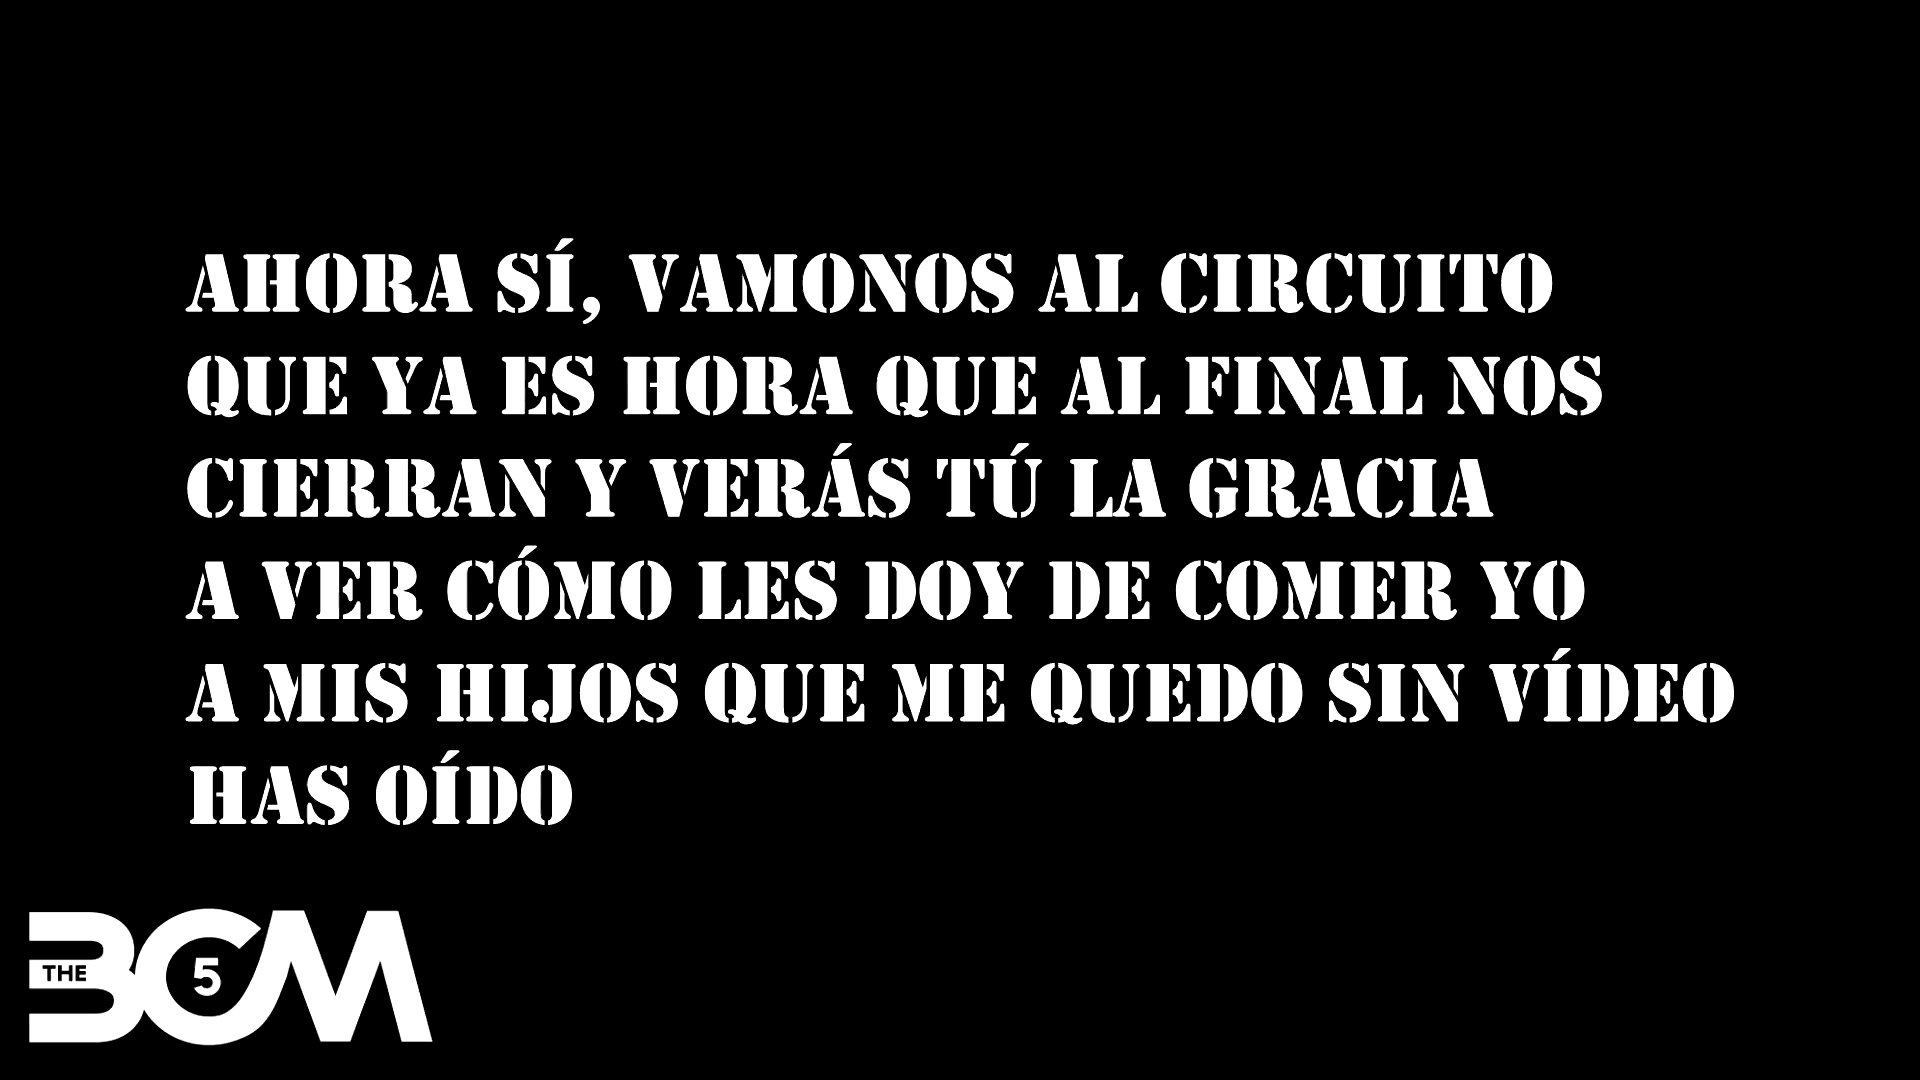 AHORA SÍ, VAMONOS AL CIRCUITO
QUE YA ES HORA QUE AL FINAL NOS
CIERRAN Y VERÁS TÚ LA GRACIA
A VER CÓMO LES DOY DE COMER YO
A MIS HIJOS QUE ME QUEDO SIN VÍDEO
HAS OÍDO
THE BCM 5